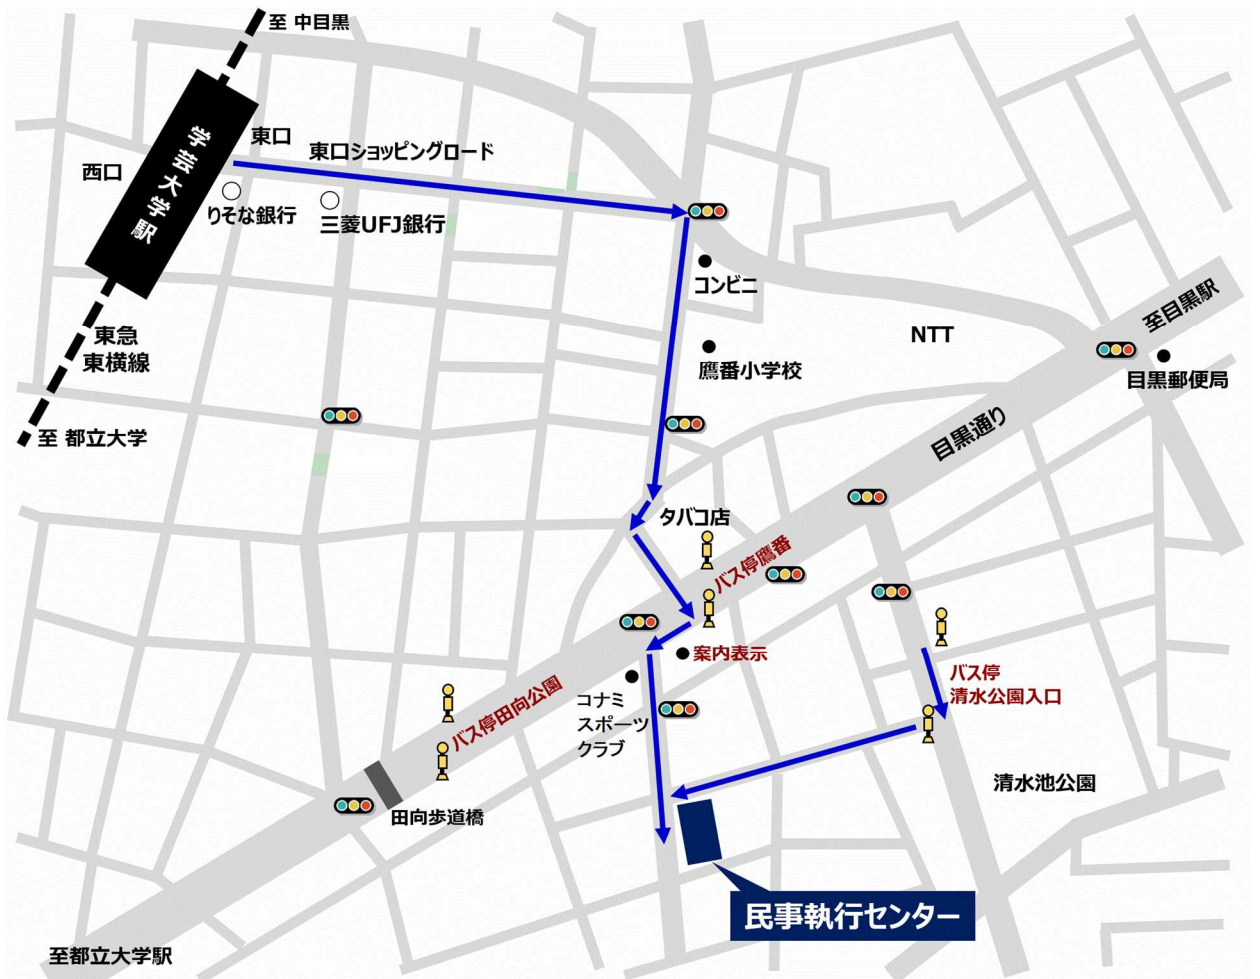 至 中目黒
東口
東口ショッピングロード
西口
学芸大学駅
りそな銀行
三菱UFJ銀行
コンビニ
至目黒駅
東急
東横線
NTT
鷹番小学校
目黒郵便局
至 都立大学
目黒通り
タバコ店
バス停鷹番
案内表示
バス停
清水公園入口
バス停田向公園
コナミ
スポーツ
クラブ
清水池公園
田向歩道橋
民事執行センター
至都立大学駅